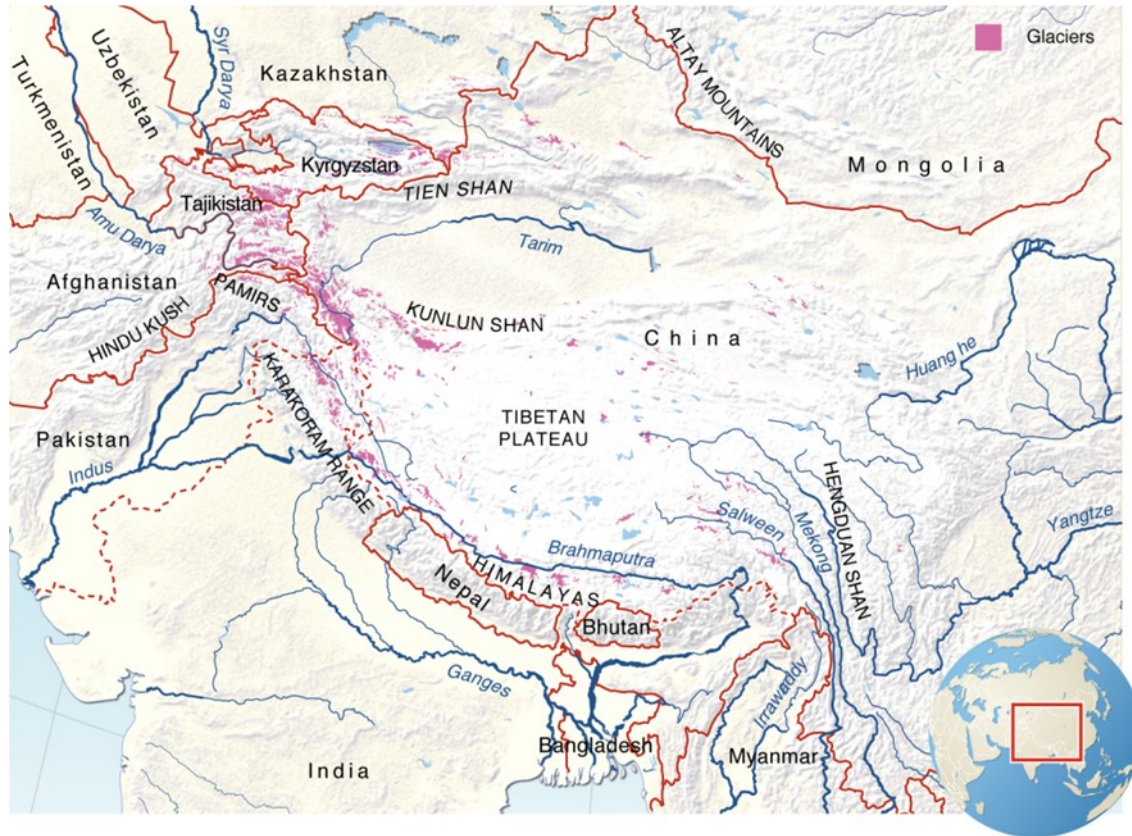 Glaciers
Uzbekistan
Turkmenistan
Syr Darya
Kazakhstan
ALTAY MOUNTAINS
Mongolia
Kyrgyzstan
TIEN SHAN
Tajikistan
Amu Darya
Tarim
Afghanistan
PAMIRS
HINDU KUSH
KUNLUN SHAN
China
Huang he
KARAKORAM RANGE
TIBETAN
PLATEAU
Pakistan
Indus
HENGDUAN SHAN
Salween
Mekong
Yangtze
Brahmaputra
HIMALAYAS
Nepal
Bhutan
Ganges
Irrawaddy
Bangladesh
Myanmar
India